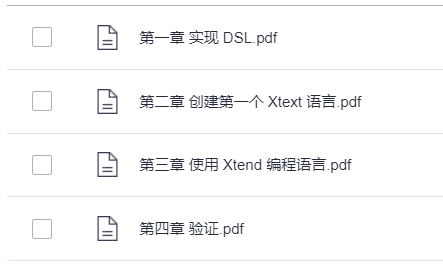 第一章 实现 DSL.pdf
第二章 创建第一个 Xtext 语言.pdf
第三章 使用 Xtend 编程语言.pdf
第四章 验证.pdf